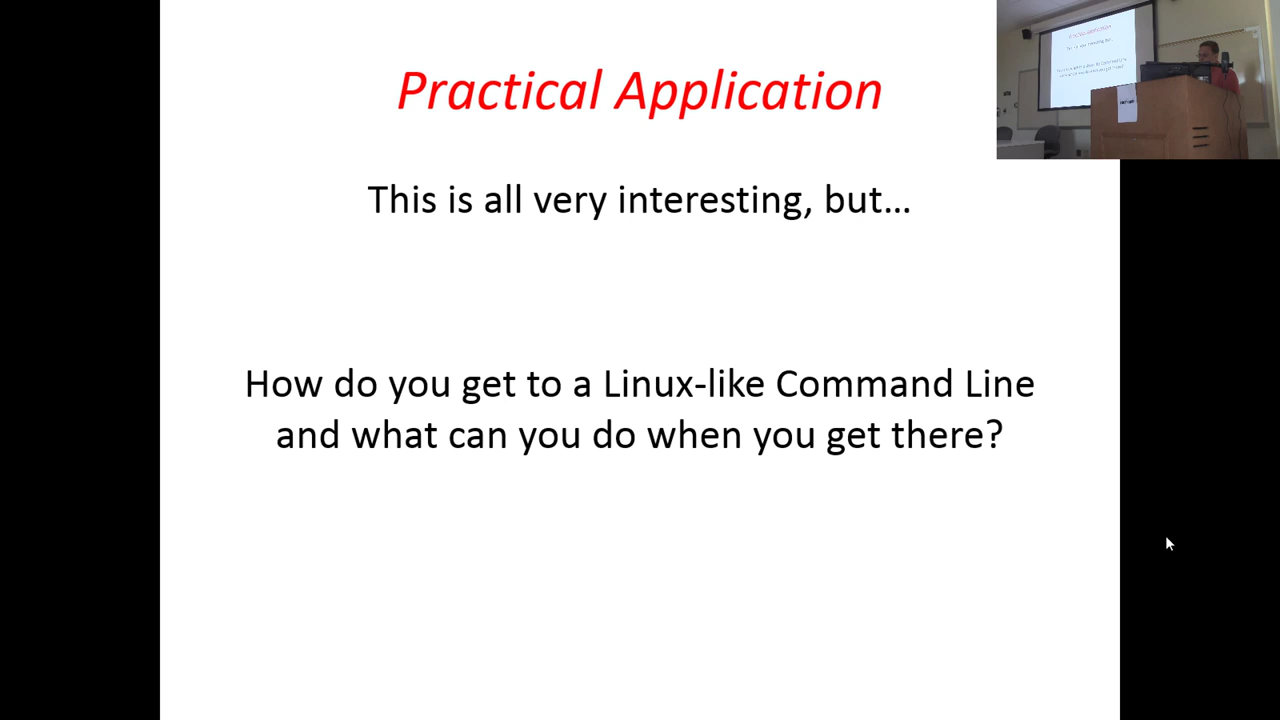 Practical Application
This is all very interesting, but...
How do you get to a Linux-like Command Line
and what can you do when you get there?